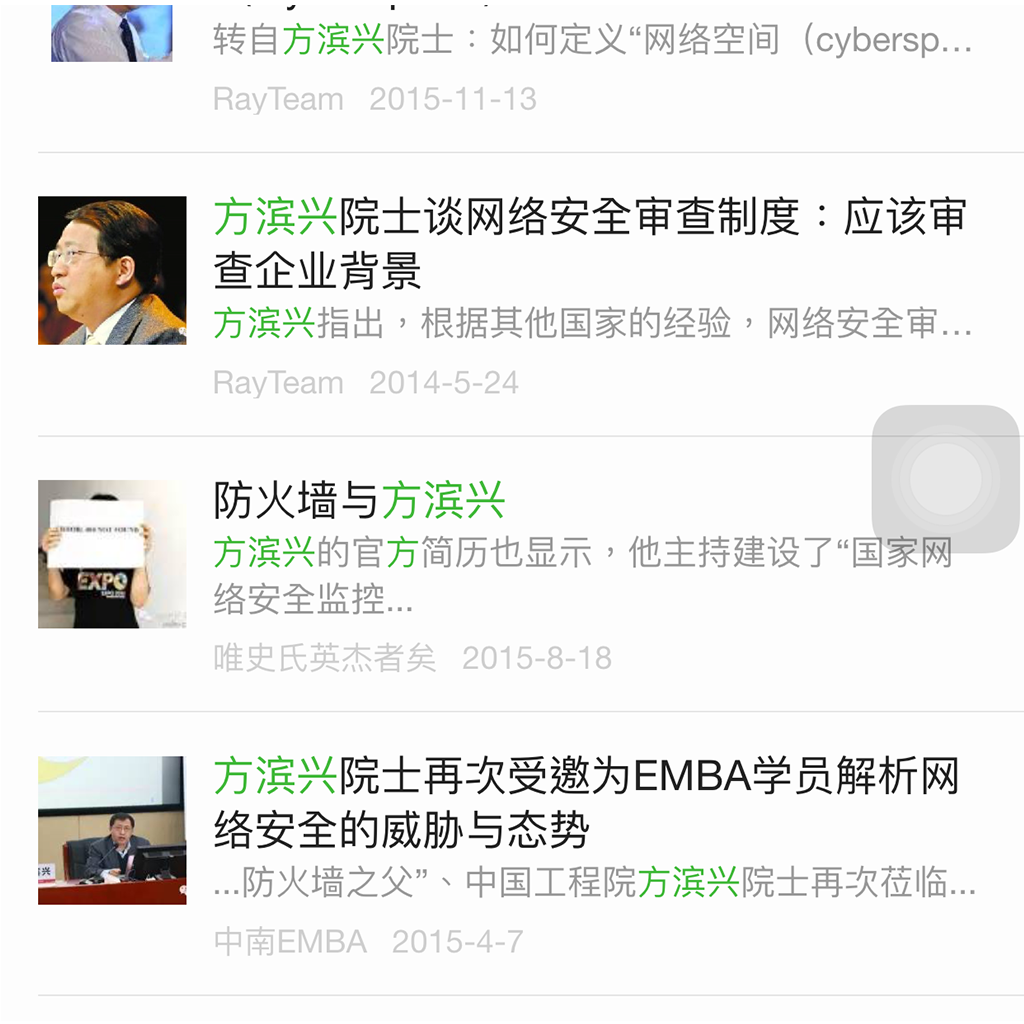 转自方滨兴院士：如何定义“网络空间（cybersp…
RayTeam 2015-11-13
方滨兴院士谈网络安全审查制度：应该审
查企业背景
方滨兴指出，根据其他国家的经验，网络安全审…
RayTeam 2014-5-24
防火墙与方滨兴
方滨兴的官方简历也显示，他主持建设了“国家网
络安全监控...
EXPO
唯史氏英杰者矣 2015-8-18
方滨兴院士再次受邀为EMBA学员解析网
络安全的威胁与态势
...防火墙之父”、中国工程院方滨兴院士再次莅临...
中南EMBA 2015-4-7